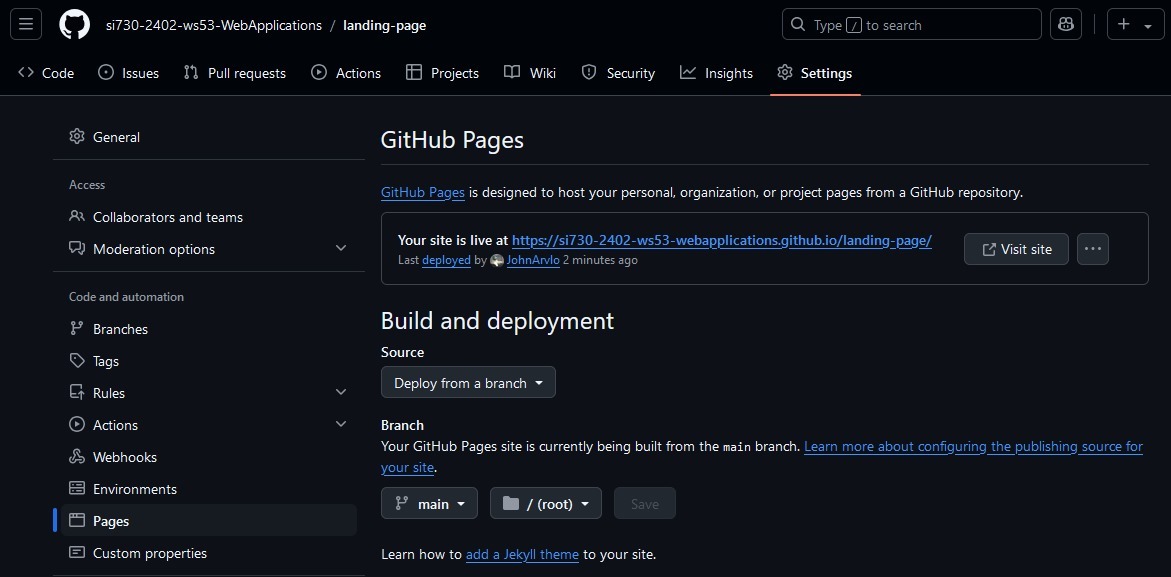 si730-2402-ws53-WebApplications / landing-page
Type / to search
Code Issues Pull requests Actions Projects Wiki Security Insights Settings
General
Access
Collaborators and teams
Moderation options
Code and automation
Branches
Tags
Rules
Actions
Webhooks
Environments
Pages
Custom properties
GitHub Pages
GitHub Pages is designed to host your personal, organization, or project pages from a GitHub repository.
Your site is live at https://si730-2402-ws53-webapplications.github.io/landing-page/
Last deployed by JohnArvlo 2 minutes ago
Visit site
Build and deployment
Source
Deploy from a branch
Branch
Your GitHub Pages site is currently being built from the main branch. Learn more about configuring the publishing source for
your site.
main / (root) Save
Learn how to add a Jekyll theme to your site.